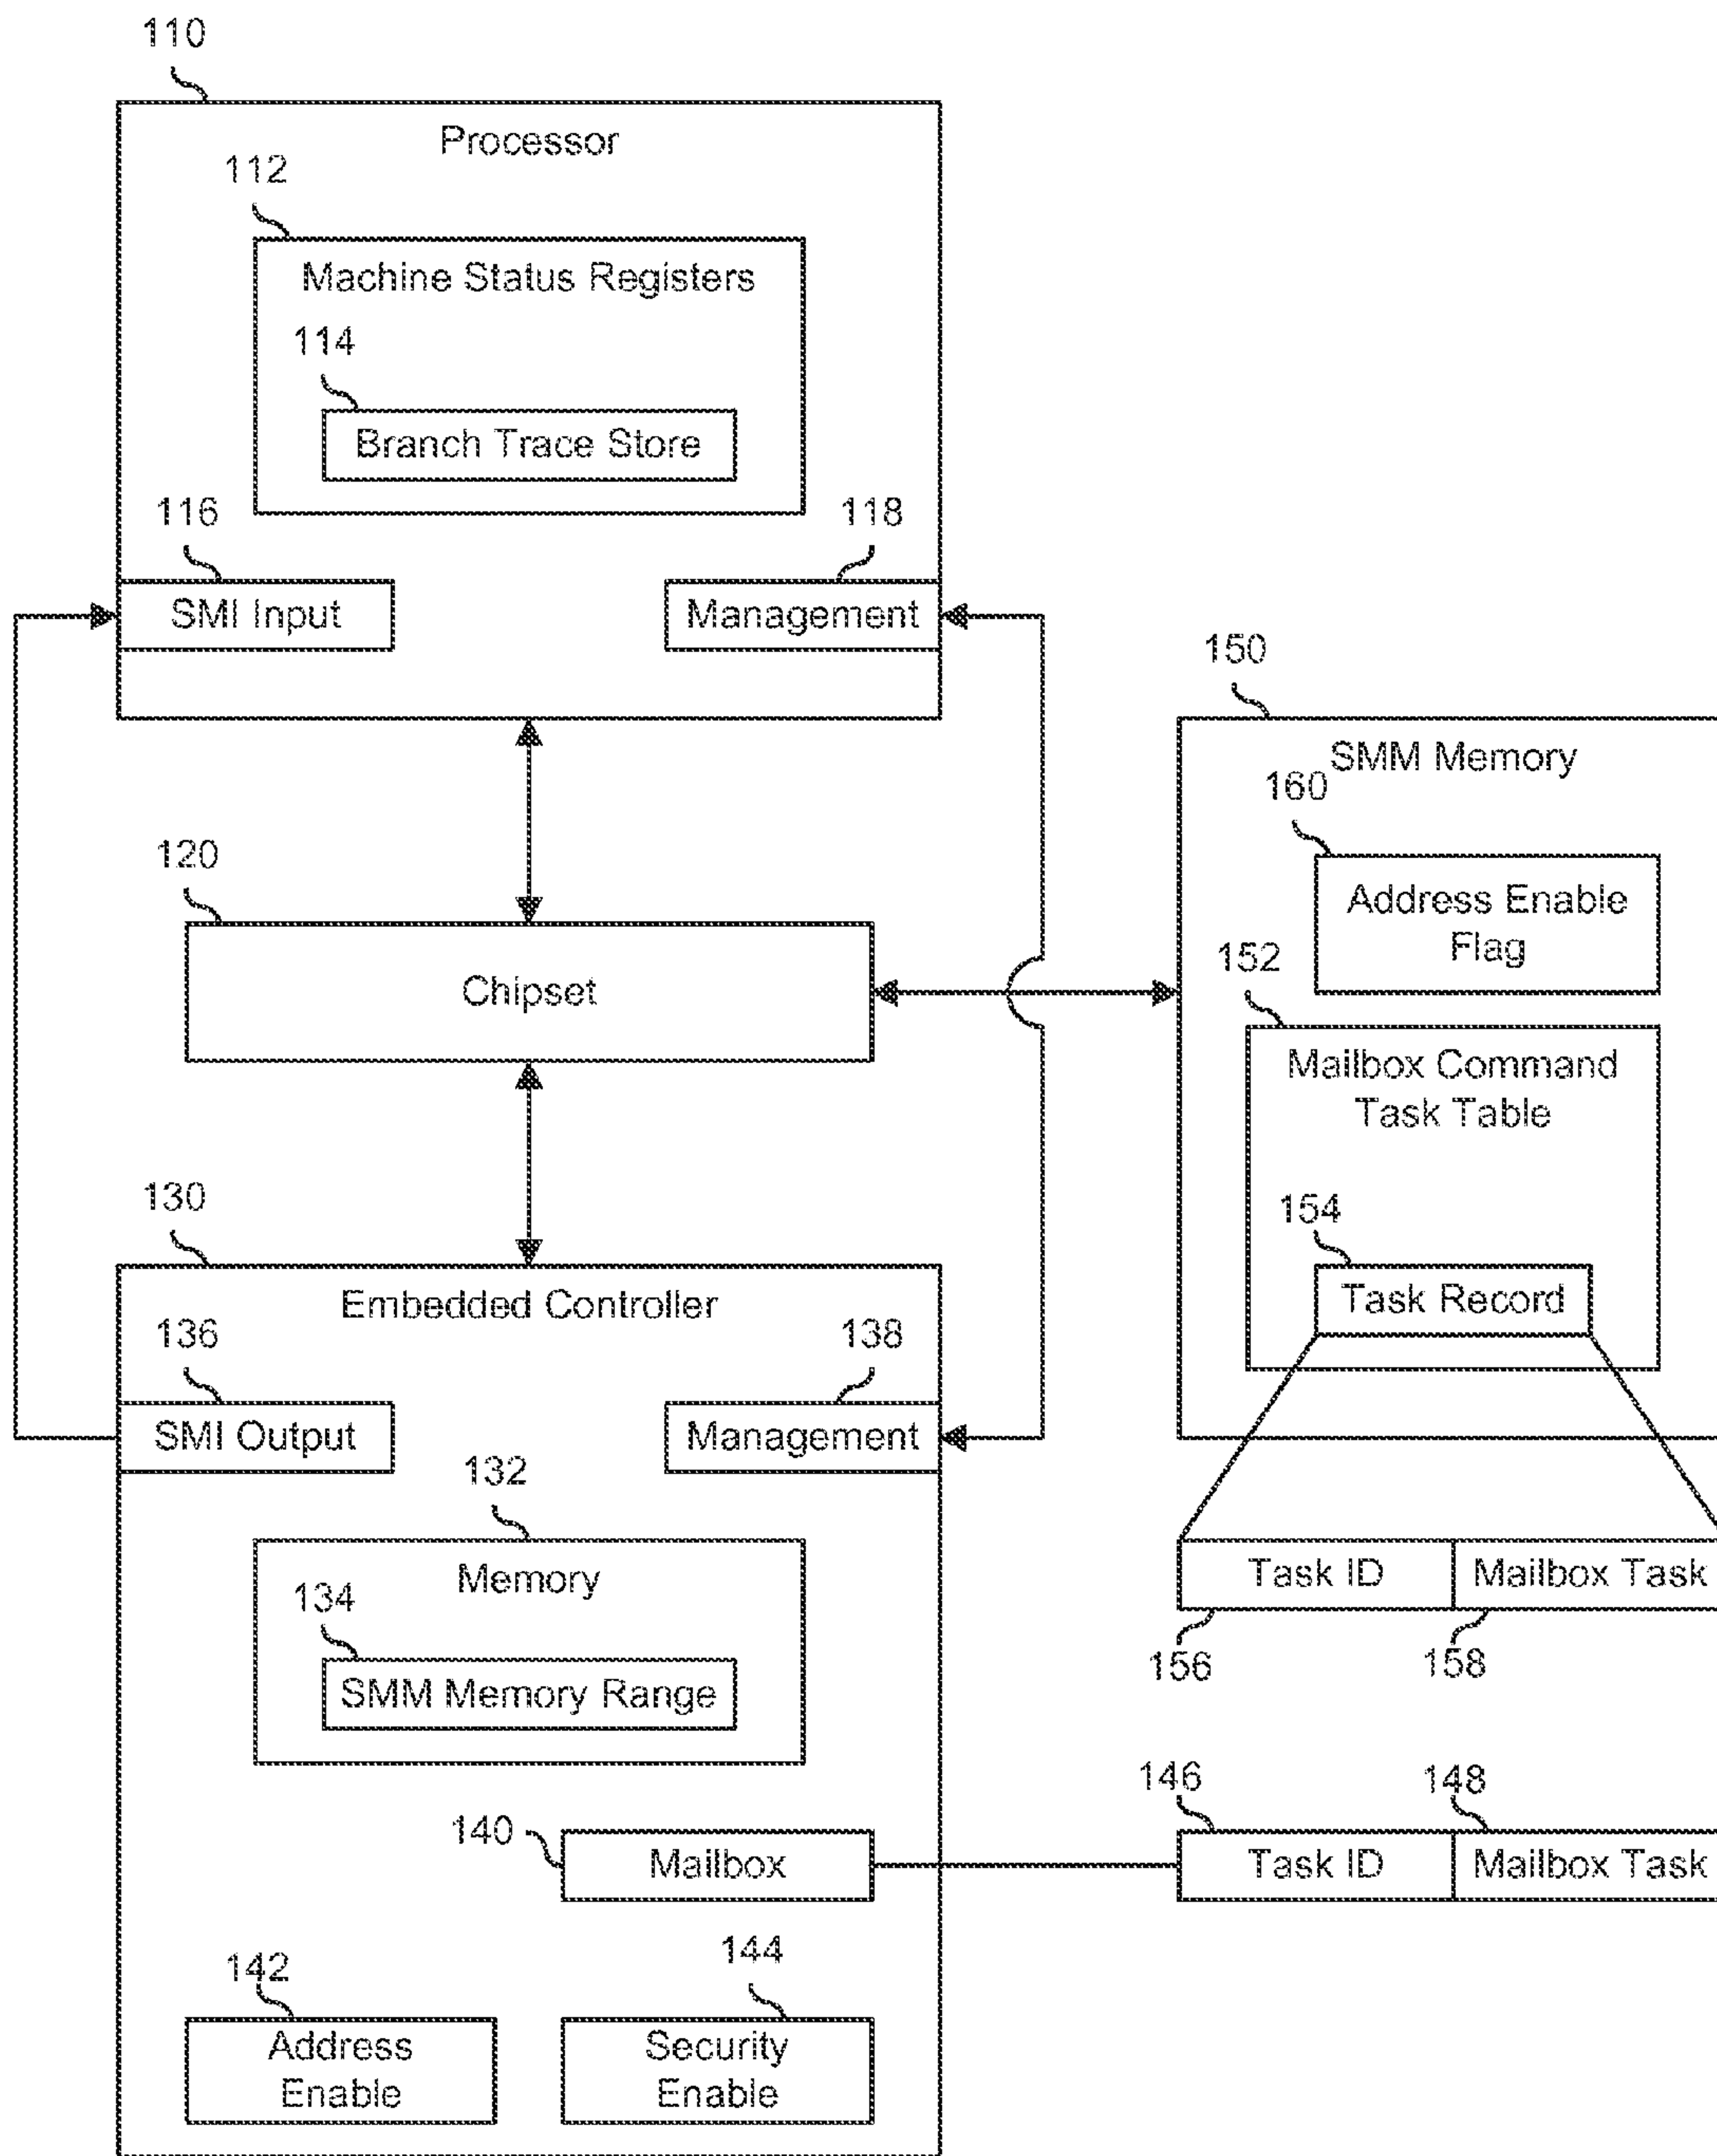 110
Processor
112
Machine Status Registers
114
Branch Trace Store
116
118
SMI Input
Management
150
SMM Memory
160
Address Enable
Flag
120
Chipset
152
Mailbox Command
Task Table
154
Task Record
130
Embedded Controller
136
138
SMI Output
Management
132
Memory
134
SMM Memory Range
Task ID
Mailbox Task
156
158
146
148
140
Mailbox
Task ID
Mailbox Task
142
144
Address
Enable
Security
Enable